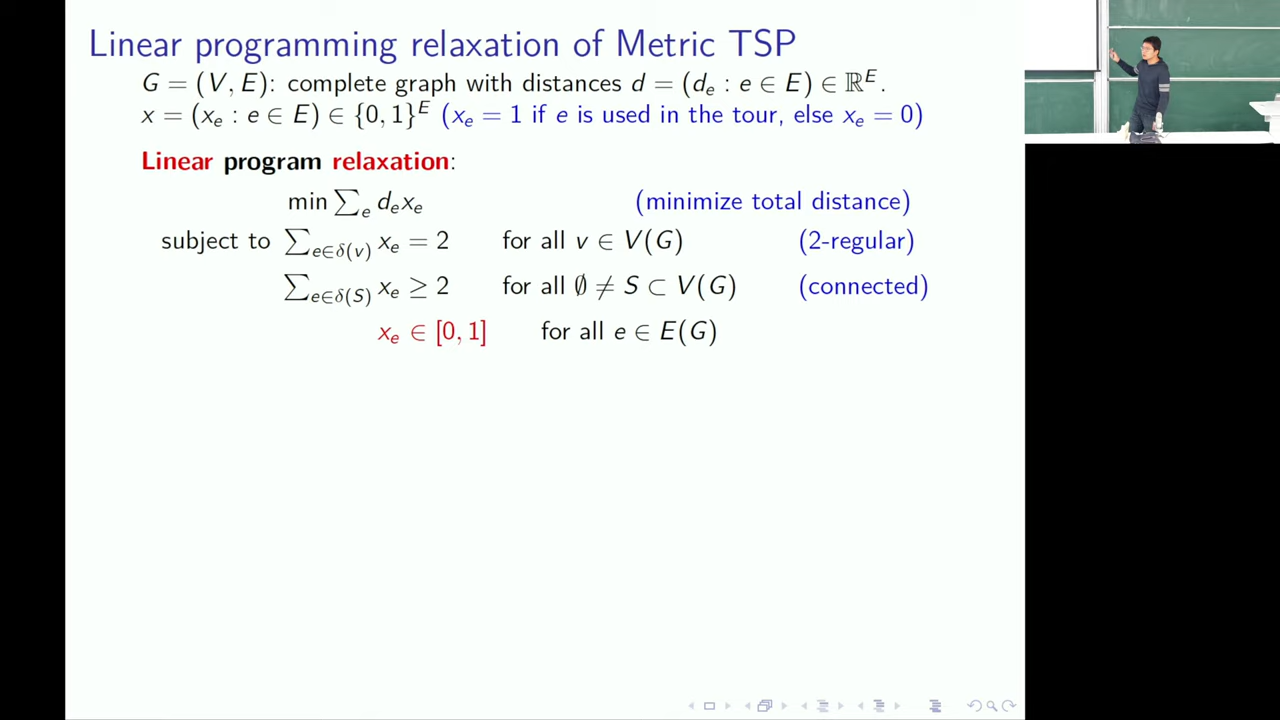 Linear programming relaxation of Metric TSP
G = (V, E): complete graph with distances d = (d_e : e ∈ E) ∈ ℝ^E.
x = (x_e : e ∈ E) ∈ {0, 1}^E (x_e = 1 if e is used in the tour, else x_e = 0)
Linear program relaxation:
min ∑_e d_e x_e (minimize total distance)
subject to ∑_{e∈δ(v)} x_e = 2 for all v ∈ V(G) (2-regular)
∑_{e∈δ(S)} x_e ≥ 2 for all ∅ ≠ S ⊂ V(G) (connected)
x_e ∈ [0, 1] for all e ∈ E(G)